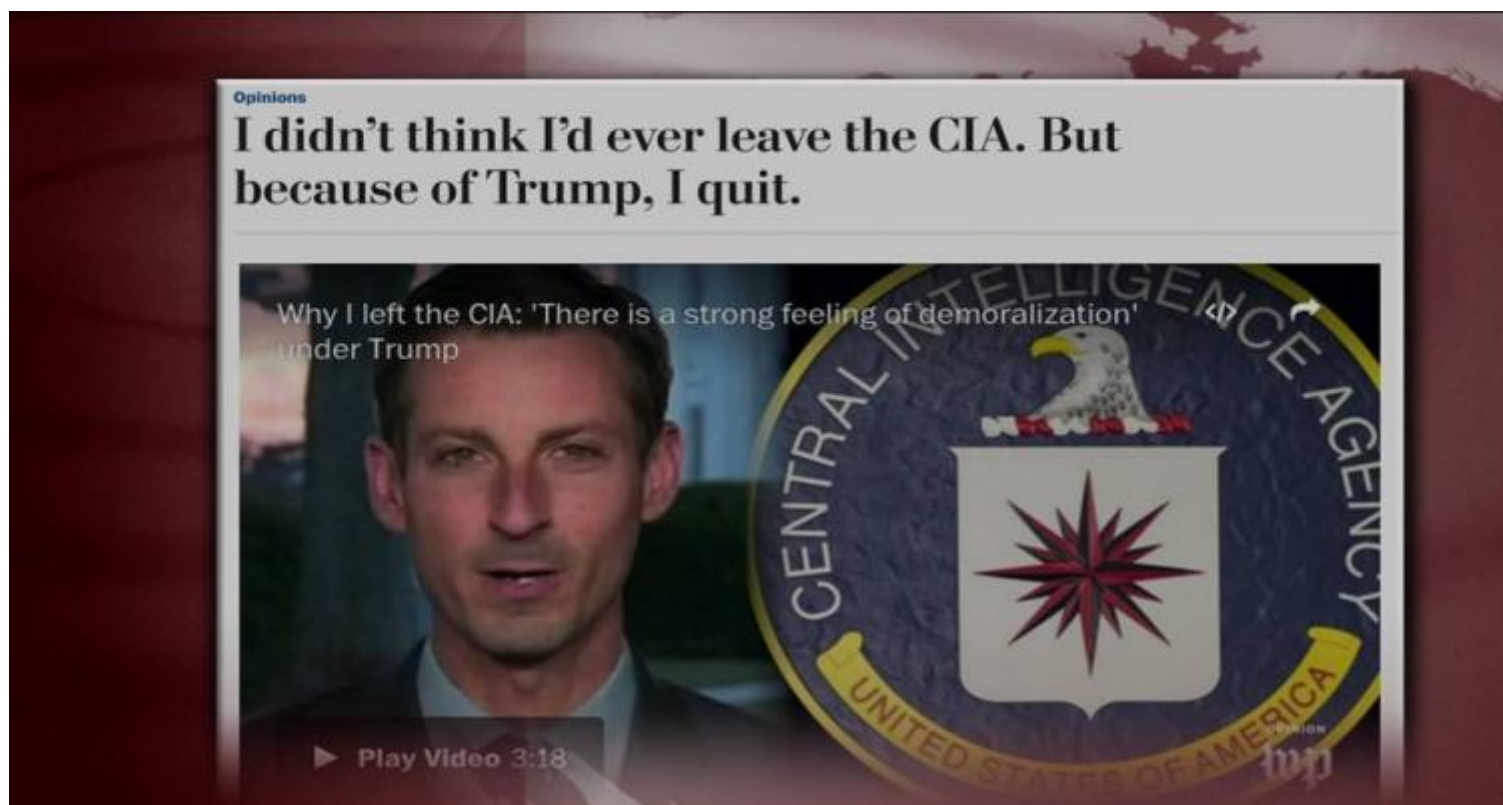 Opinions
I didn’t think I’d ever leave the CIA. But
because of Trump, I quit.
Why I left the CIA: 'There is a strong feeling of demoralization'
under Trump
</>
CENTRAL INTELLIGENCE AGENCY
UNITED STATES OF AMERICA
Play Video 3:18
OPINION
wp